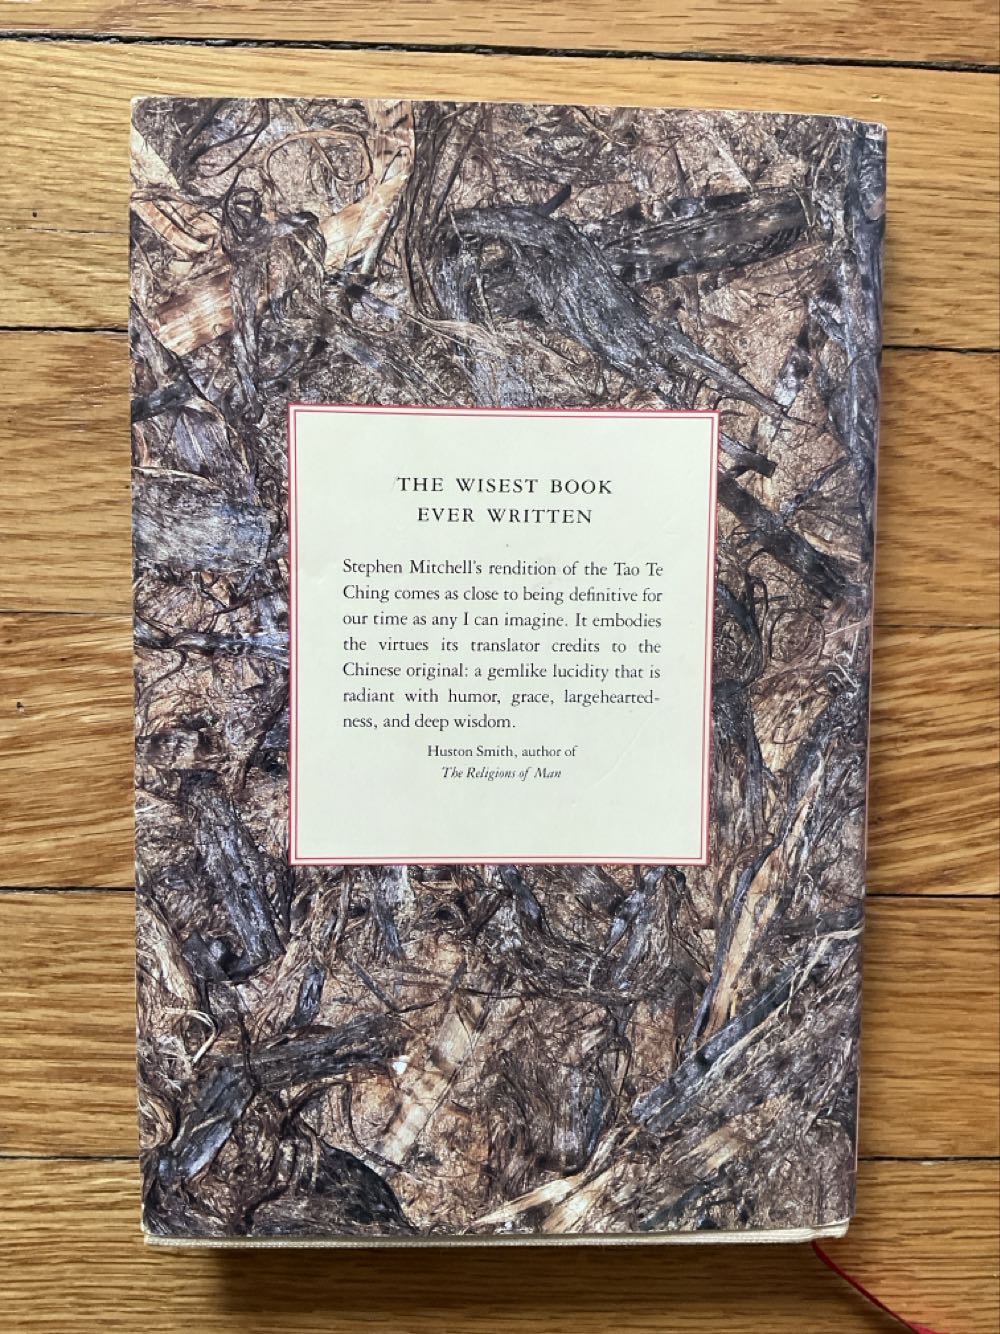 THE WISEST BOOK
EVER WRITTEN
Stephen Mitchell's rendition of the Tao Te
Ching comes as close to being definitive for
our time as any I can imagine. It embodies
the virtues its translator credits to the
Chinese original: a gemlike lucidity that is
radiant with humor, grace, largehearted-
ness, and deep wisdom.
Huston Smith, author of
The Religions of Man